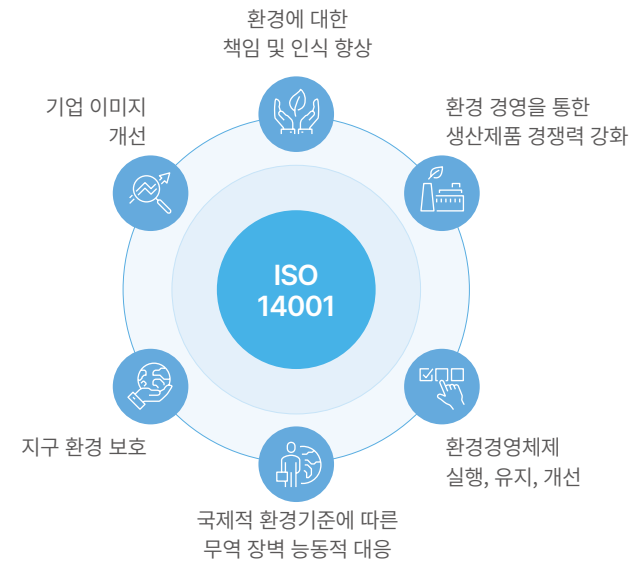 환경에 대한
책임 및 인식 향상
기업 이미지
개선
환경 경영을 통한
생산제품 경쟁력 강화
ISO
14001
지구 환경 보호
환경경영체제
실행, 유지, 개선
국제적 환경기준에 따른
무역 장벽 능동적 대응